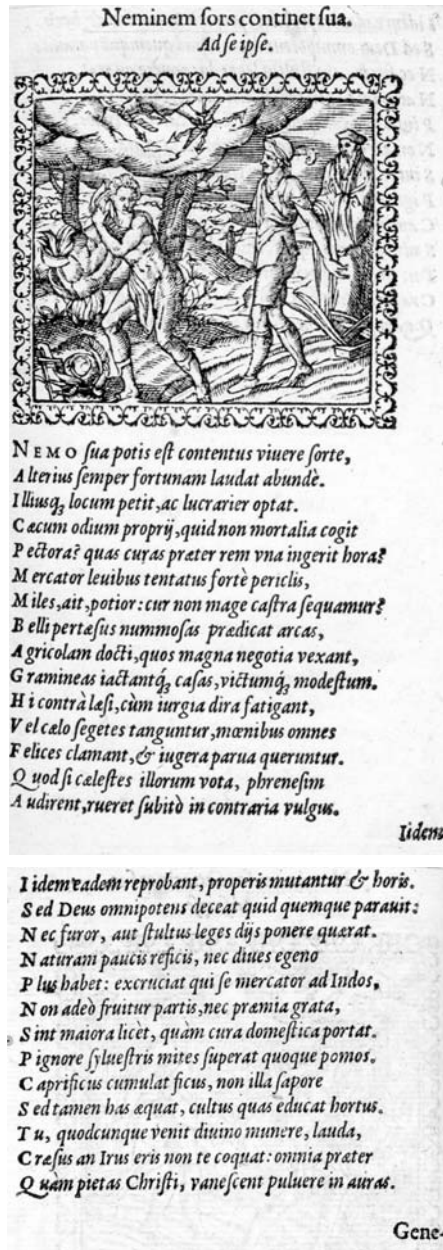 Neminem ſors continet ſua.
Ad ſe ipſe.
NEMO ſua potis eſt contentus viuere ſorte,
Alterius ſemper fortunam laudat abundè.
Illiusqꝫ locum petit, ac lucrarier optat.
Cæcum odium proprij, quid non mortalia cogit
Pectora? quas curas præter rem vna ingerit hora?
Mercator leuibus tentatus fortè periclis,
Miles, ait, potior: cur non mage caſtra ſequamur?
Belli pertæſus nummoſas prædicat arcas,
Agricolam docti, quos magna negotia vexant,
Gramineas iactantq́ꝫ caſas, victumq́ꝫ modeſtum.
Hi contrà læſi, cùm iurgia dira fatigant,
Vel cælo ſegetes tanguntur, mœnibus omnes
Felices clamant, & iugera parua queruntur.
Quod ſi cæleſtes illorum vota, phreneſim
Audirent, rueret ſubitò in contraria vulgus.
Iidem
Iidem eadem reprobant, properis mutantur & horis.
Sed Deus omnipotens deceat quid quemque parauit:
Nec furor, aut ſtultus leges dijs ponere quærat.
Naturam paucis reficis, nec diues egeno
Plus habet: excruciat qui ſe mercator ad Indos,
Non adeò fruitur partis, nec præmia grata,
Sint maiora licèt, quàm cura domeſtica portat.
Pignore ſylueſtris mites ſuperat quoque pomos.
Caprificus cumulat ficus, non illa ſapore
Sed tamen has æquat, cultus quas educat hortus.
Tu, quodcunque venit diuino munere, lauda,
Cræſus an Irus eris non te coquat: omnia præter
Quàm pietas Chriſti, vaneſcent puluere in auras.
Gene-